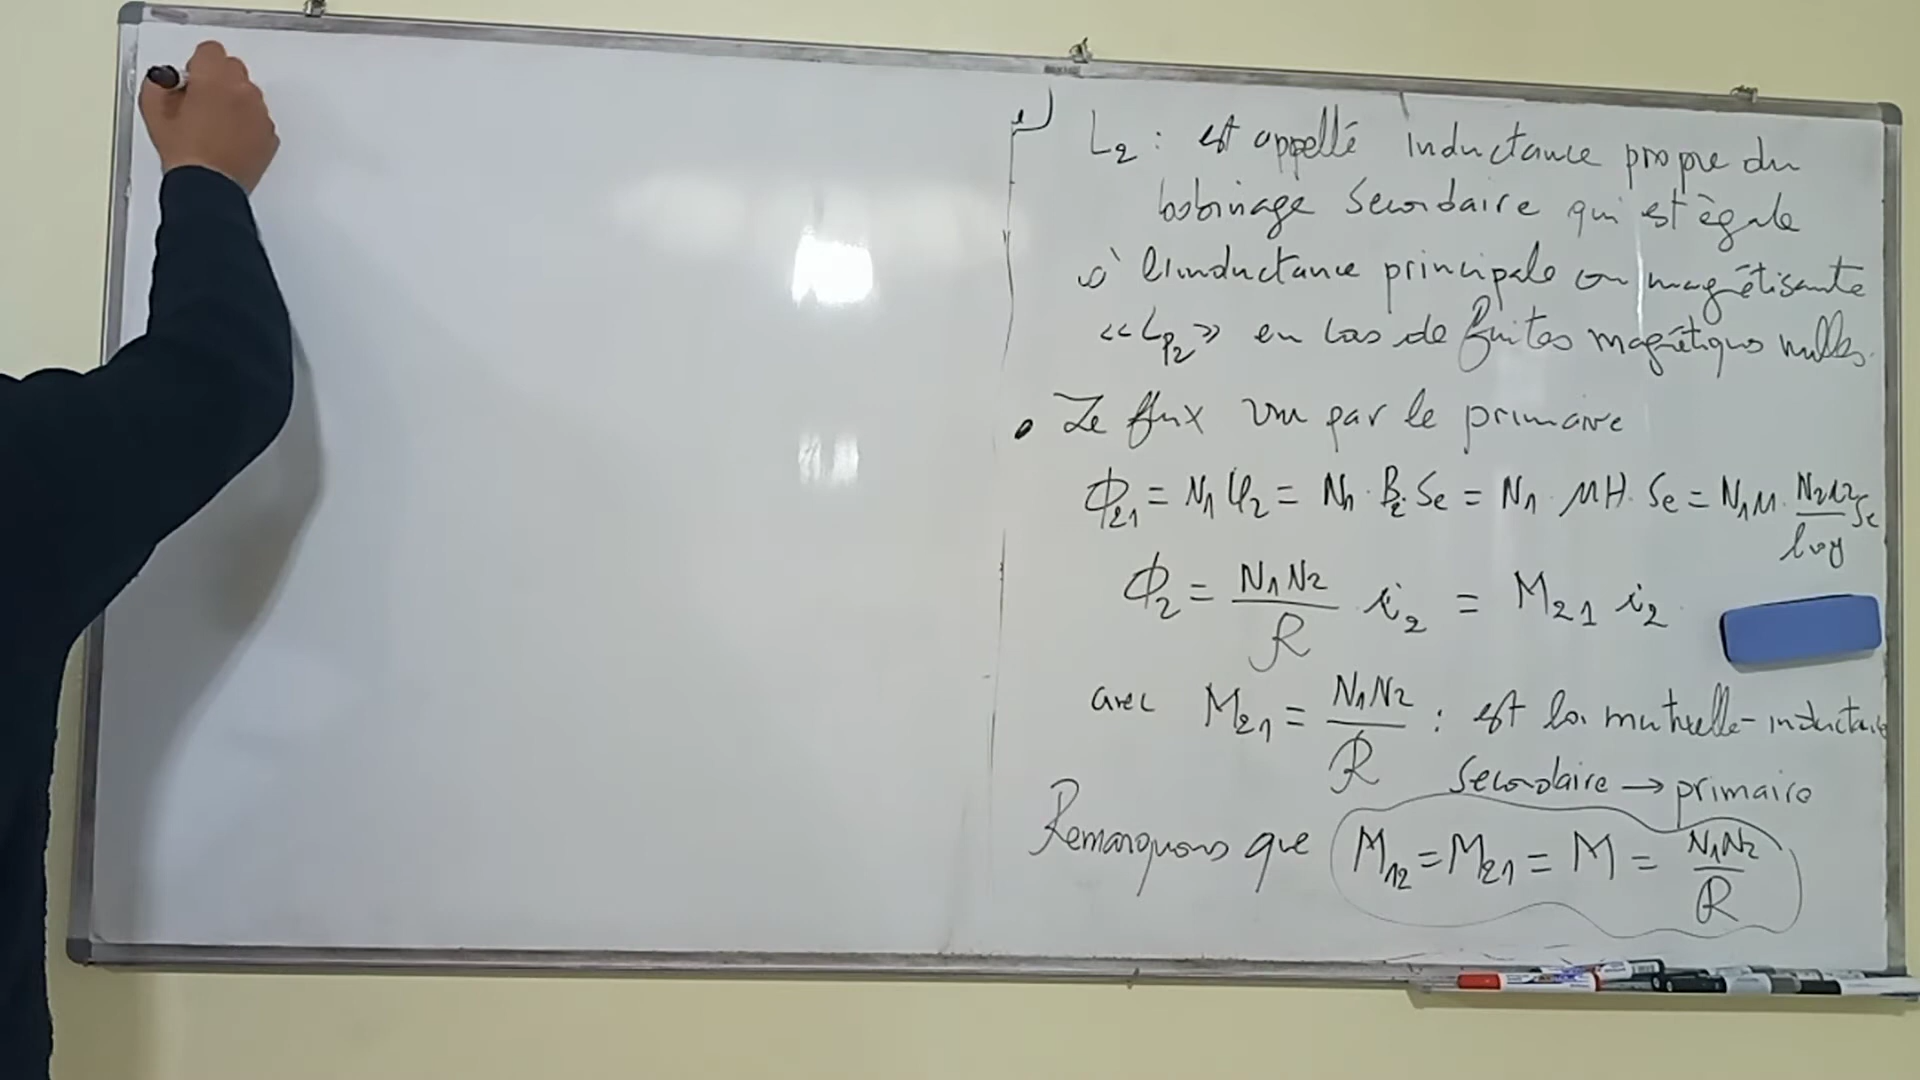 L₂ : est appellé inductance propre du
bobinage secondaire qui est égale
à l'inductance principale ou magnétisante
<<Lp₂>> en cas de fuites magnétiques nulles.
• Le flux vu par le primaire
ϕ₂₁ = N₁ φ₂ = N₁ · B₂ · Se = N₁ · μH · Se = N₁ μ · N₂ i₂ / lmoy Se
ϕ₂ = N₁N₂ / R · i₂ = M₂₁ i₂
avec M₂₁ = N₁N₂ / R : est la mutuelle-inductance
secondaire → primaire
Remarquons que M₁₂ = M₂₁ = M = N₁N₂ / R